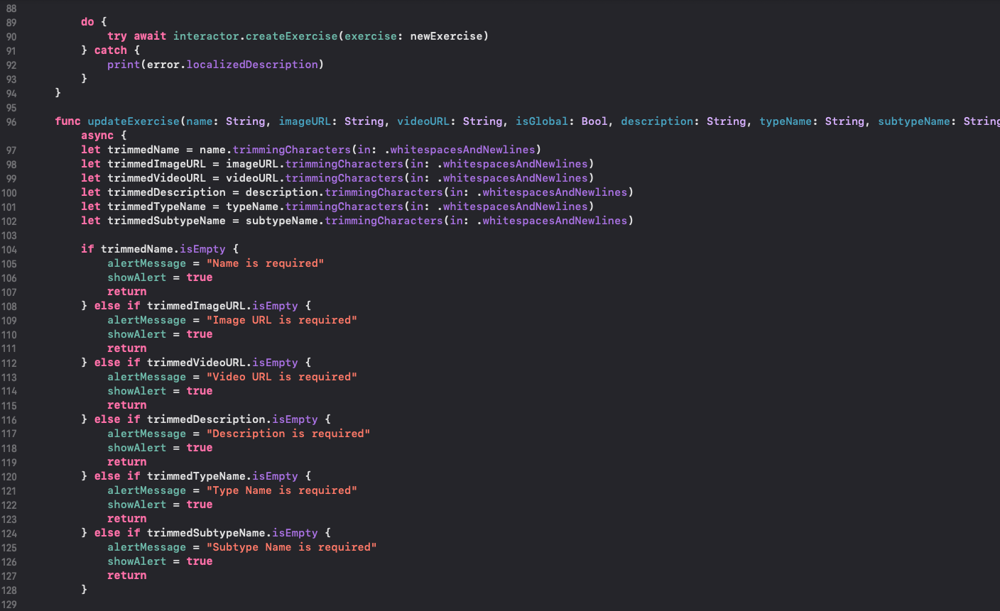 88
89 do {
90 try await interactor.createExercise(exercise: newExercise)
91 } catch {
92 print(error.localizedDescription)
93 }
94 }
95
96 func updateExercise(name: String, imageURL: String, videoURL: String, isGlobal: Bool, description: String, typeName: String, subtypeName: String
async {
97 let trimmedName = name.trimmingCharacters(in: .whitespacesAndNewlines)
98 let trimmedImageURL = imageURL.trimmingCharacters(in: .whitespacesAndNewlines)
99 let trimmedVideoURL = videoURL.trimmingCharacters(in: .whitespacesAndNewlines)
100 let trimmedDescription = description.trimmingCharacters(in: .whitespacesAndNewlines)
101 let trimmedTypeName = typeName.trimmingCharacters(in: .whitespacesAndNewlines)
102 let trimmedSubtypeName = subtypeName.trimmingCharacters(in: .whitespacesAndNewlines)
103
104 if trimmedName.isEmpty {
105 alertMessage = "Name is required"
106 showAlert = true
107 return
108 } else if trimmedImageURL.isEmpty {
109 alertMessage = "Image URL is required"
110 showAlert = true
111 return
112 } else if trimmedVideoURL.isEmpty {
113 alertMessage = "Video URL is required"
114 showAlert = true
115 return
116 } else if trimmedDescription.isEmpty {
117 alertMessage = "Description is required"
118 showAlert = true
119 return
120 } else if trimmedTypeName.isEmpty {
121 alertMessage = "Type Name is required"
122 showAlert = true
123 return
124 } else if trimmedSubtypeName.isEmpty {
125 alertMessage = "Subtype Name is required"
126 showAlert = true
127 return
128 }
129